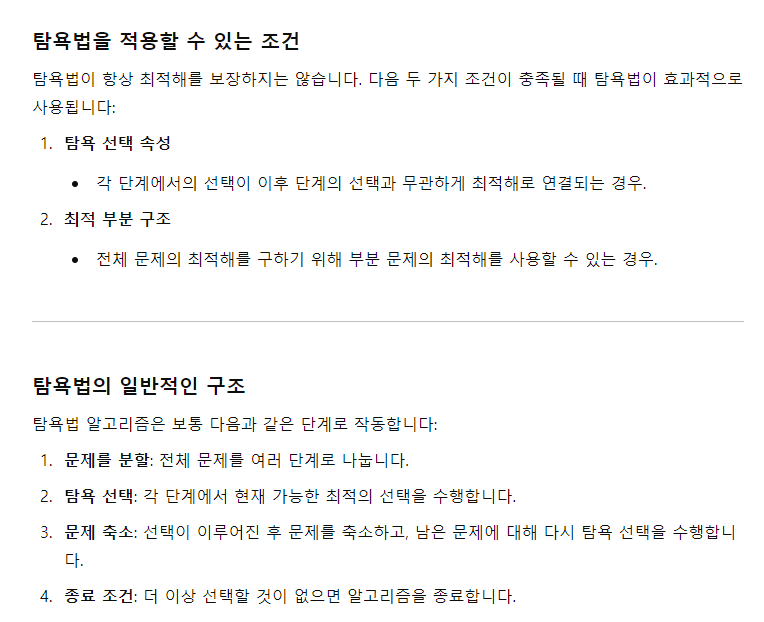 탐욕법을 적용할 수 있는 조건
탐욕법이 항상 최적해를 보장하지는 않습니다. 다음 두 가지 조건이 충족될 때 탐욕법이 효과적으로
사용됩니다:
1. 탐욕 선택 속성
• 각 단계에서의 선택이 이후 단계의 선택과 무관하게 최적해로 연결되는 경우.
2. 최적 부분 구조
• 전체 문제의 최적해를 구하기 위해 부분 문제의 최적해를 사용할 수 있는 경우.
탐욕법의 일반적인 구조
탐욕법 알고리즘은 보통 다음과 같은 단계로 작동합니다:
1. 문제를 분할: 전체 문제를 여러 단계로 나눕니다.
2. 탐욕 선택: 각 단계에서 현재 가능한 최적의 선택을 수행합니다.
3. 문제 축소: 선택이 이루어진 후 문제를 축소하고, 남은 문제에 대해 다시 탐욕 선택을 수행합니
다.
4. 종료 조건: 더 이상 선택할 것이 없으면 알고리즘을 종료합니다.